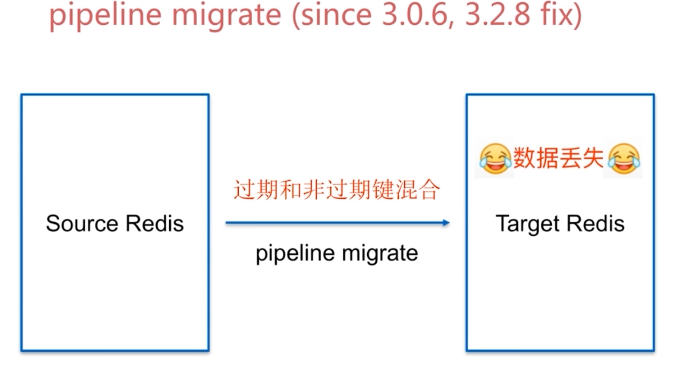 pipeline migrate (since 3.0.6, 3.2.8 fix)
😂数据丢失😂
过期和非过期键混合
Source Redis
Target Redis
pipeline migrate